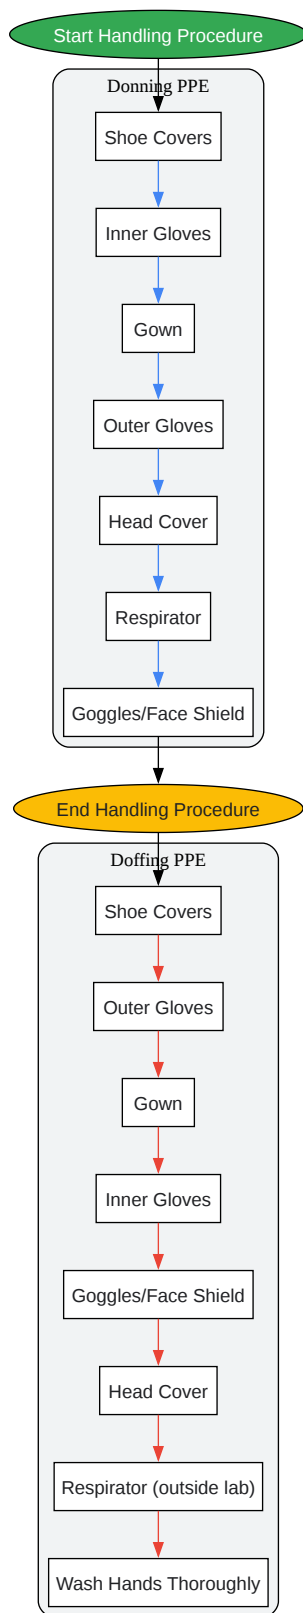 Start Handling Procedure
Donning PPE
Shoe Covers
Inner Gloves
Gown
Outer Gloves
Head Cover
Respirator
Goggles/Face Shield
End Handling Procedure
Doffing PPE
Shoe Covers
Outer Gloves
Gown
Inner Gloves
Goggles/Face Shield
Head Cover
Respirator (outside lab)
Wash Hands Thoroughly